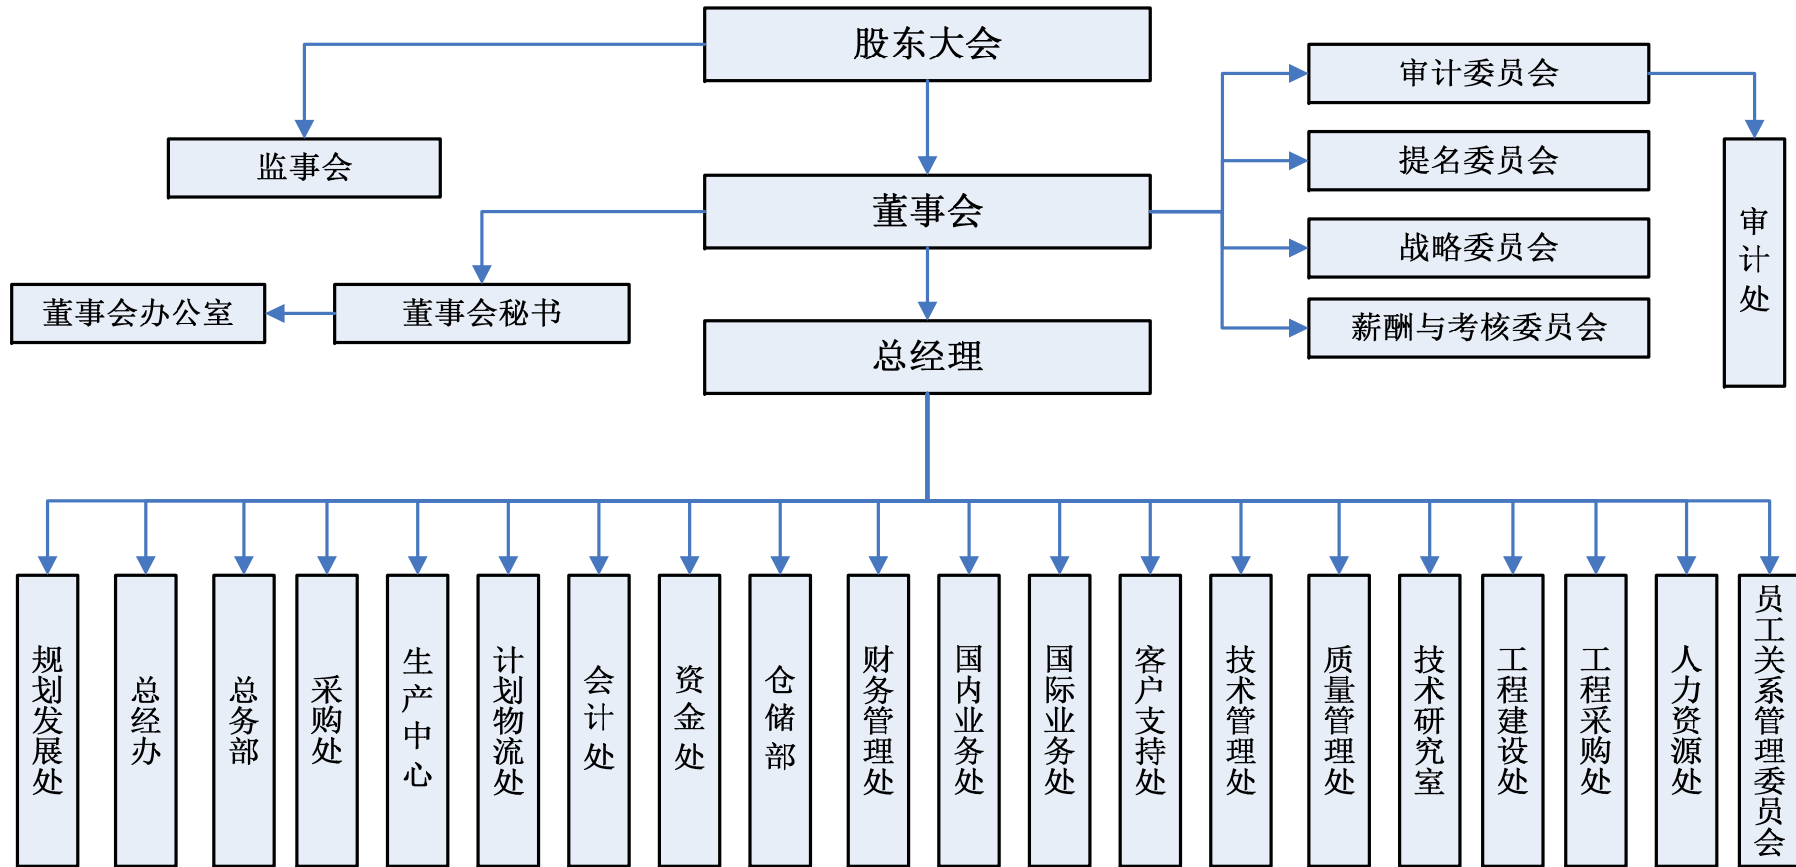 股东大会
审计委员会
监事会
提名委员会
董事会
战略委员会
审计处
董事会办公室
董事会秘书
薪酬与考核委员会
总经理
规划发展处
总经办
总务部
采购处
生产中心
计划物流处
会计处
资金处
仓储部
财务管理处
国内业务处
国际业务处
客户支持处
技术管理处
质量管理处
技术研究室
工程建设处
工程采购处
人力资源处
员工关系管理委员会